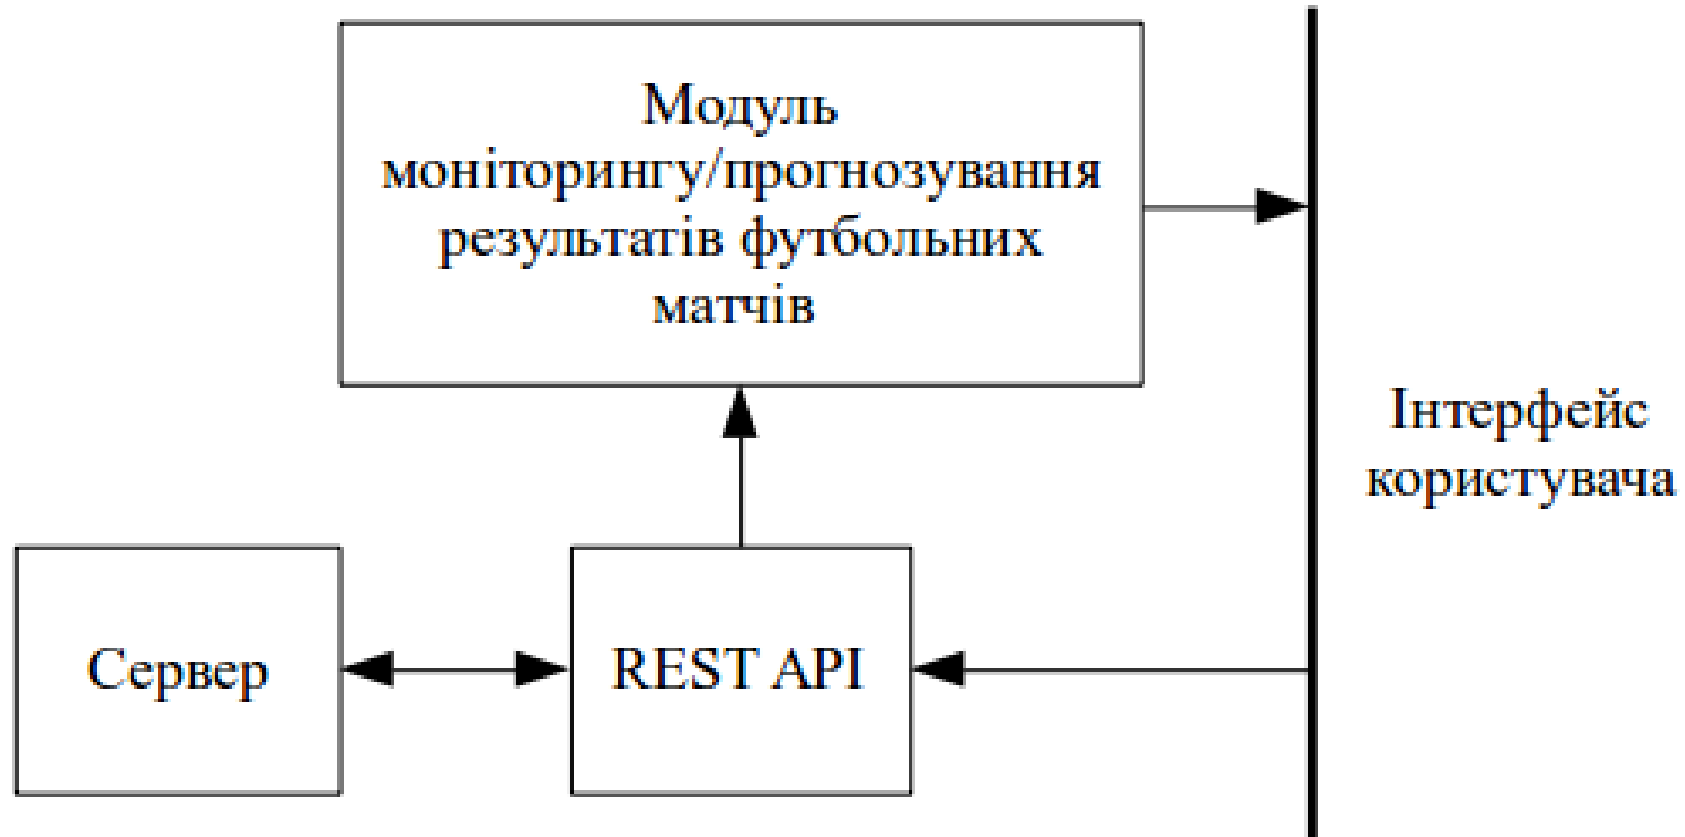 Модуль
моніторингу/прогнозування
результатів футбольних
матчів
Інтерфейс
користувача
Сервер
REST API